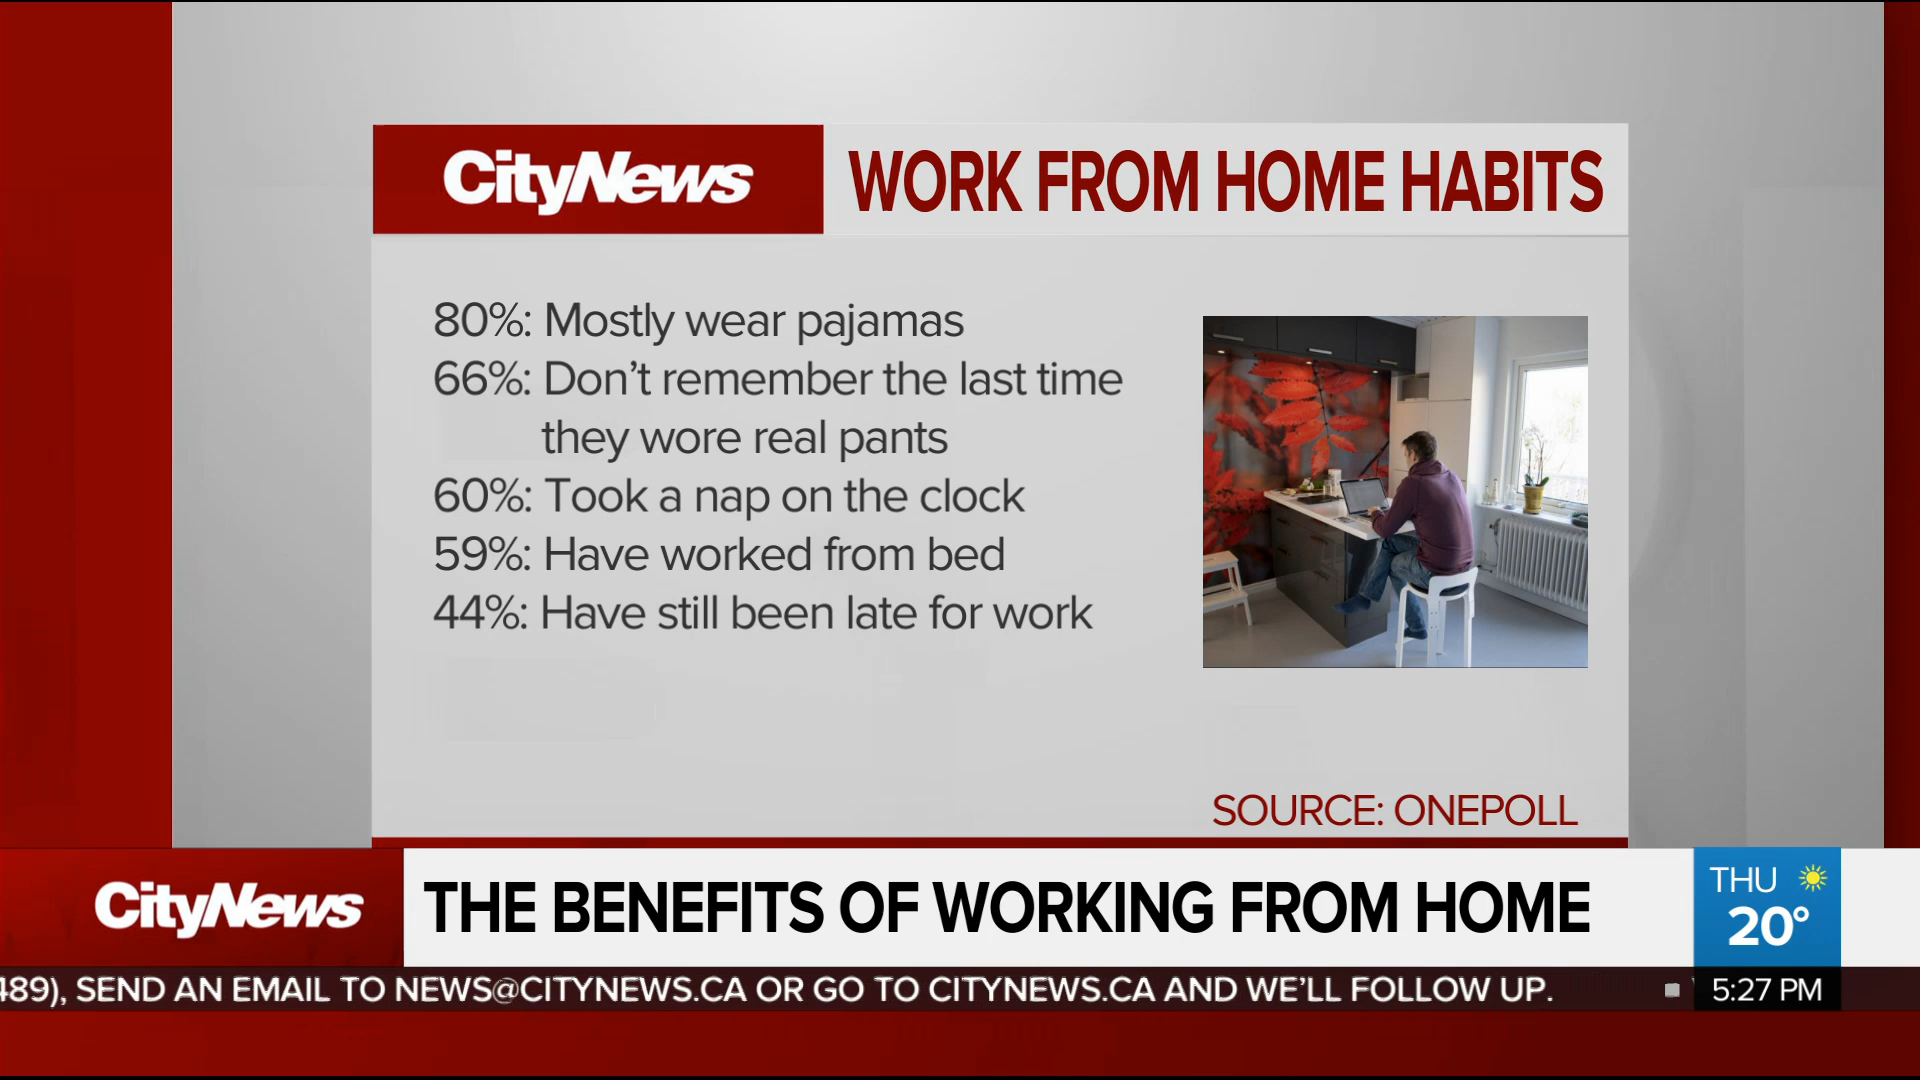 CityNews
WORK FROM HOME HABITS
80%: Mostly wear pajamas
66%: Don't remember the last time
they wore real pants
60%: Took a nap on the clock
59%: Have worked from bed
44%: Have still been late for work
SOURCE: ONEPOLL
CityNews
THE BENEFITS OF WORKING FROM HOME
THU
20°
489), SEND AN EMAIL TO NEWS@CITYNEWS.CA OR GO TO CITYNEWS.CA AND WE'LL FOLLOW UP.
5:27 PM